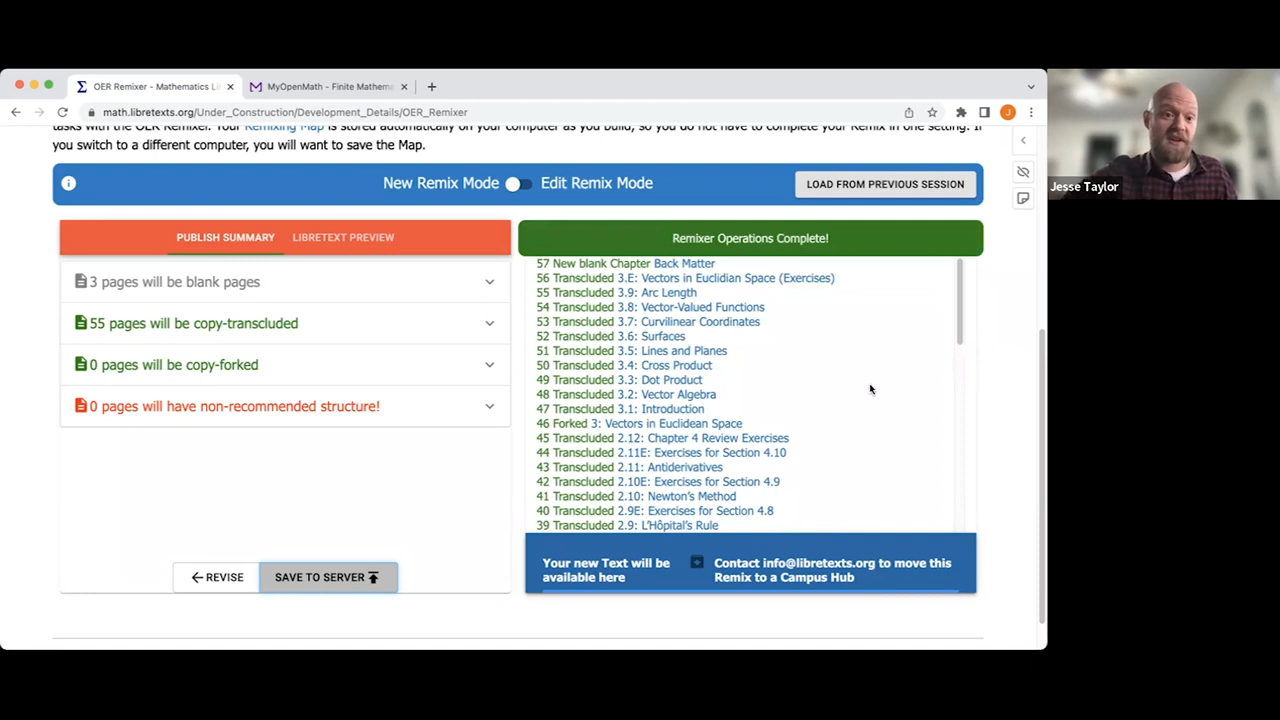 OER Remixer - Mathematics Li
MyOpenMath - Finite Mathema
math.libretexts.org/Under_Construction/Development_Details/OER_Remixer
J
tasks with the OER Remixer. Your Remixing Map is stored automatically on your computer as you build, so you do not have to complete your Remix in one setting. If
you switch to a different computer, you will want to save the Map.
New Remix Mode
Edit Remix Mode
LOAD FROM PREVIOUS SESSION
PUBLISH SUMMARY
LIBRETEXT PREVIEW
3 pages will be blank pages
55 pages will be copy-transcluded
0 pages will be copy-forked
0 pages will have non-recommended structure!
REVISE
SAVE TO SERVER
Remixer Operations Complete!
57 New blank Chapter Back Matter
56 Transcluded 3.E: Vectors in Euclidian Space (Exercises)
55 Transcluded 3.9: Arc Length
54 Transcluded 3.8: Vector-Valued Functions
53 Transcluded 3.7: Curvilinear Coordinates
52 Transcluded 3.6: Surfaces
51 Transcluded 3.5: Lines and Planes
50 Transcluded 3.4: Cross Product
49 Transcluded 3.3: Dot Product
48 Transcluded 3.2: Vector Algebra
47 Transcluded 3.1: Introduction
46 Forked 3: Vectors in Euclidean Space
45 Transcluded 2.12: Chapter 4 Review Exercises
44 Transcluded 2.11E: Exercises for Section 4.10
43 Transcluded 2.11: Antiderivatives
42 Transcluded 2.10E: Exercises for Section 4.9
41 Transcluded 2.10: Newton's Method
40 Transcluded 2.9E: Exercises for Section 4.8
39 Transcluded 2.9: L'Hôpital's Rule
Your new Text will be
available here
Contact info@libretexts.org to move this
Remix to a Campus Hub
Jesse Taylor